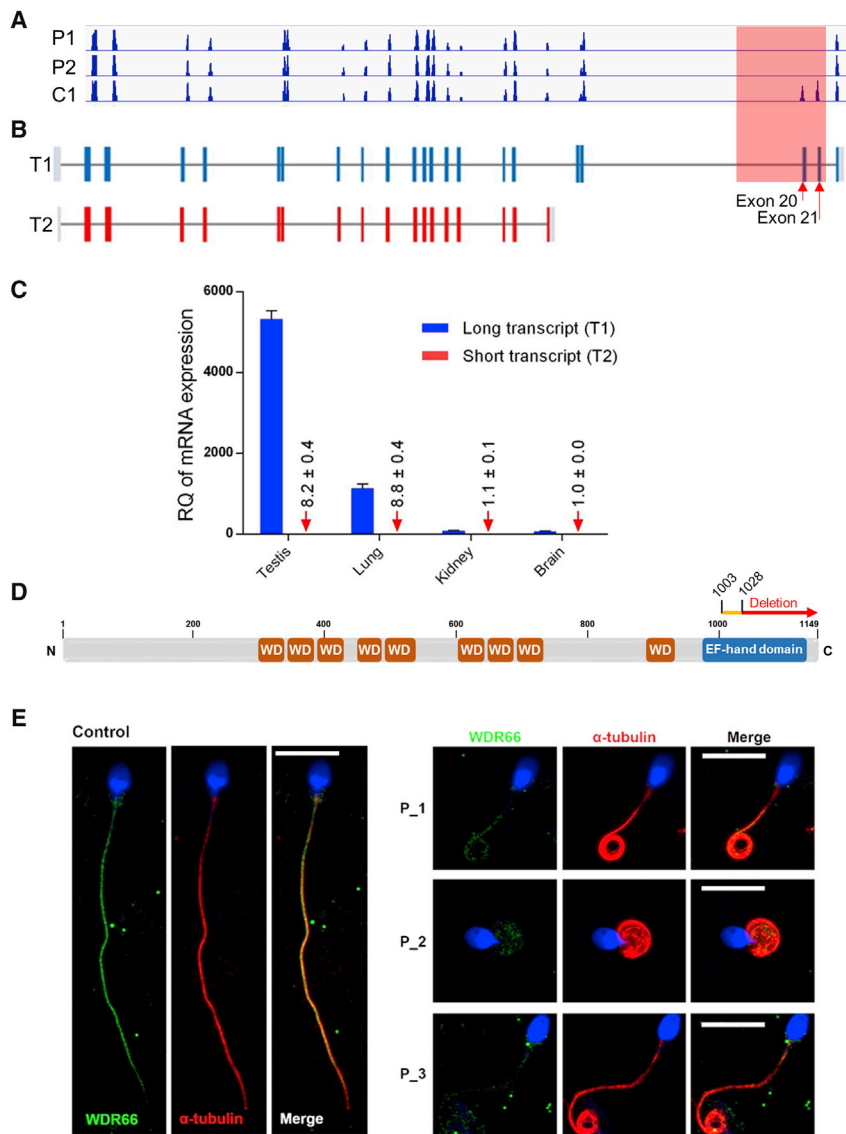 A
P1
P2
C1
B
T1
Exon 20
Exon 21
T2
C
6000
4000
2000
0
RQ of mRNA expression
Long transcript (T1)
Short transcript (T2)
8.2 ± 0.4
8.8 ± 0.4
1.1 ± 0.1
1.0 ± 0.0
Testis
Lung
Kidney
Brain
D
1003
1028
Deletion
1
200
400
600
800
1000
1149
N
WD
WD
WD
WD
WD
WD
WD
WD
WD
EF-hand domain
C
E
Control
WDR66
α-tubulin
Merge
WDR66
α-tubulin
Merge
P_1
P_2
P_3